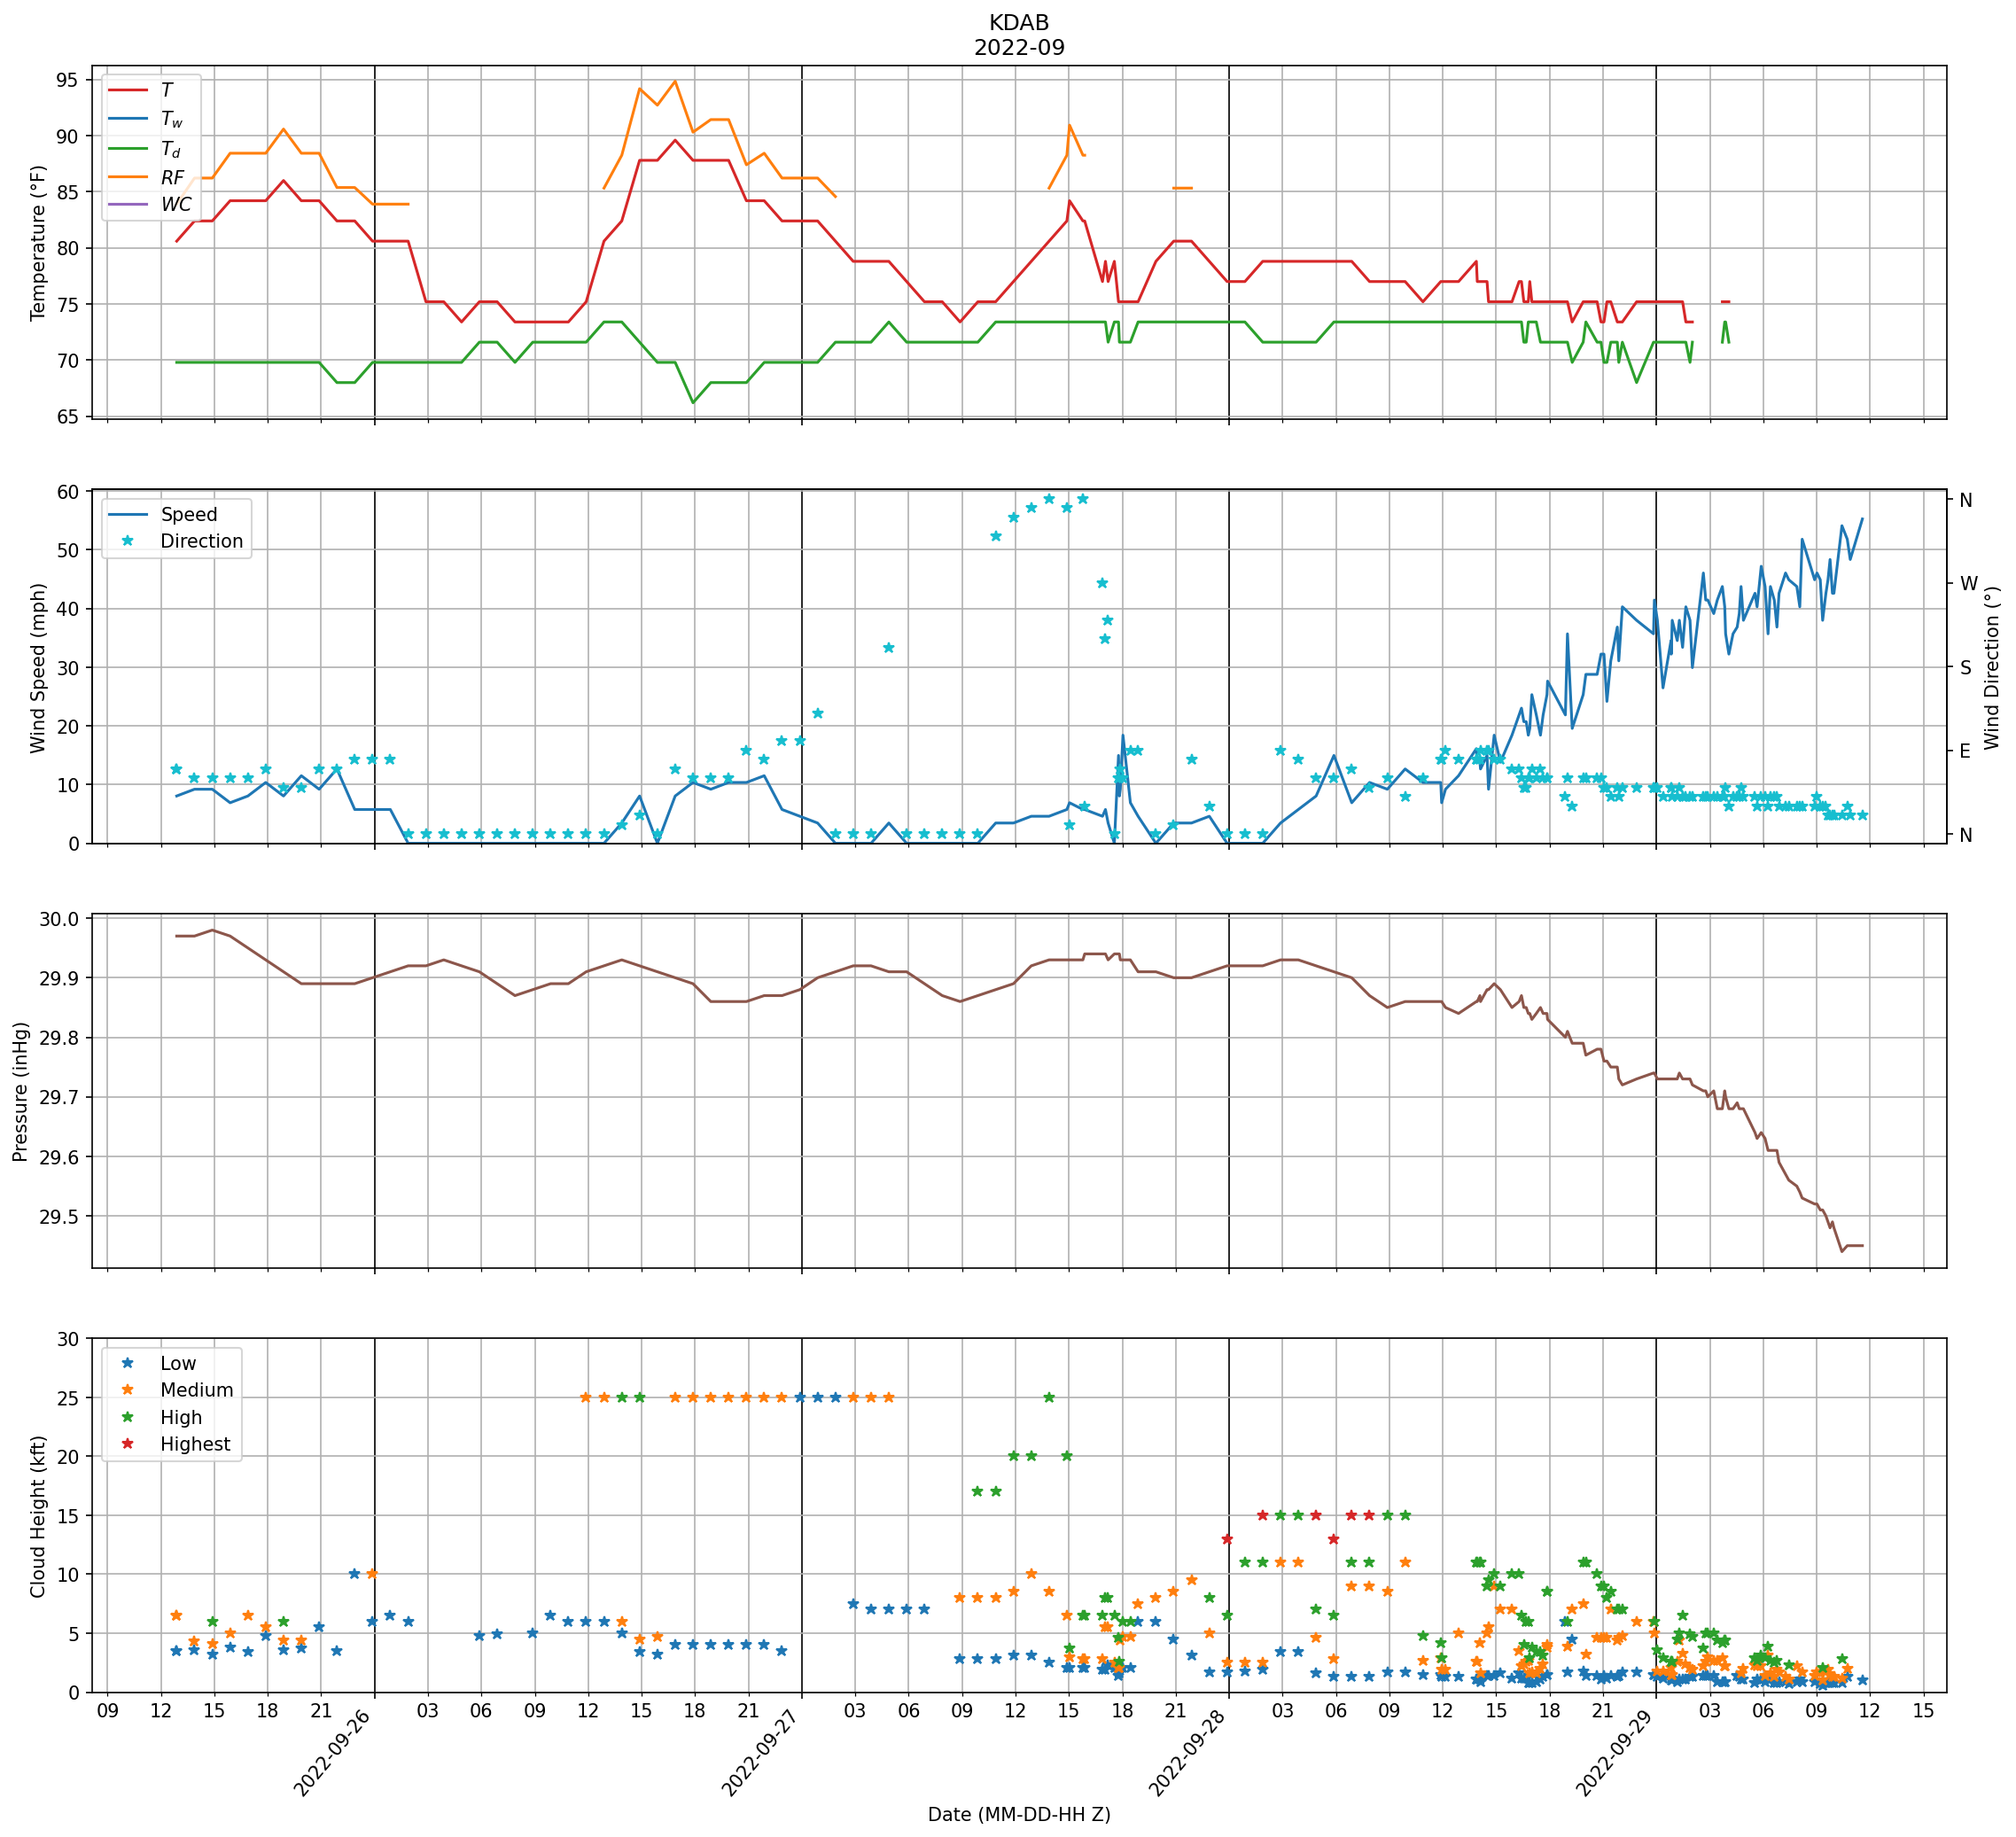 KDAB
2022-09
T
T_w
T_d
RF
WC
95
90
85
80
75
70
65
Temperature (°F)
Speed
Direction
60
50
40
30
20
10
0
Wind Speed (mph)
N
W
S
E
N
Wind Direction (°)
30.0
29.9
29.8
29.7
29.6
29.5
Pressure (inHg)
Low
Medium
High
Highest
30
25
20
15
10
5
0
Cloud Height (kft)
09 12 15 18 21 2022-09-26 03 06 09 12 15 18 21 2022-09-27 03 06 09 12 15 18 21 2022-09-28 03 06 09 12 15 18 21 2022-09-29 03 06 09 12 15
Date (MM-DD-HH Z)